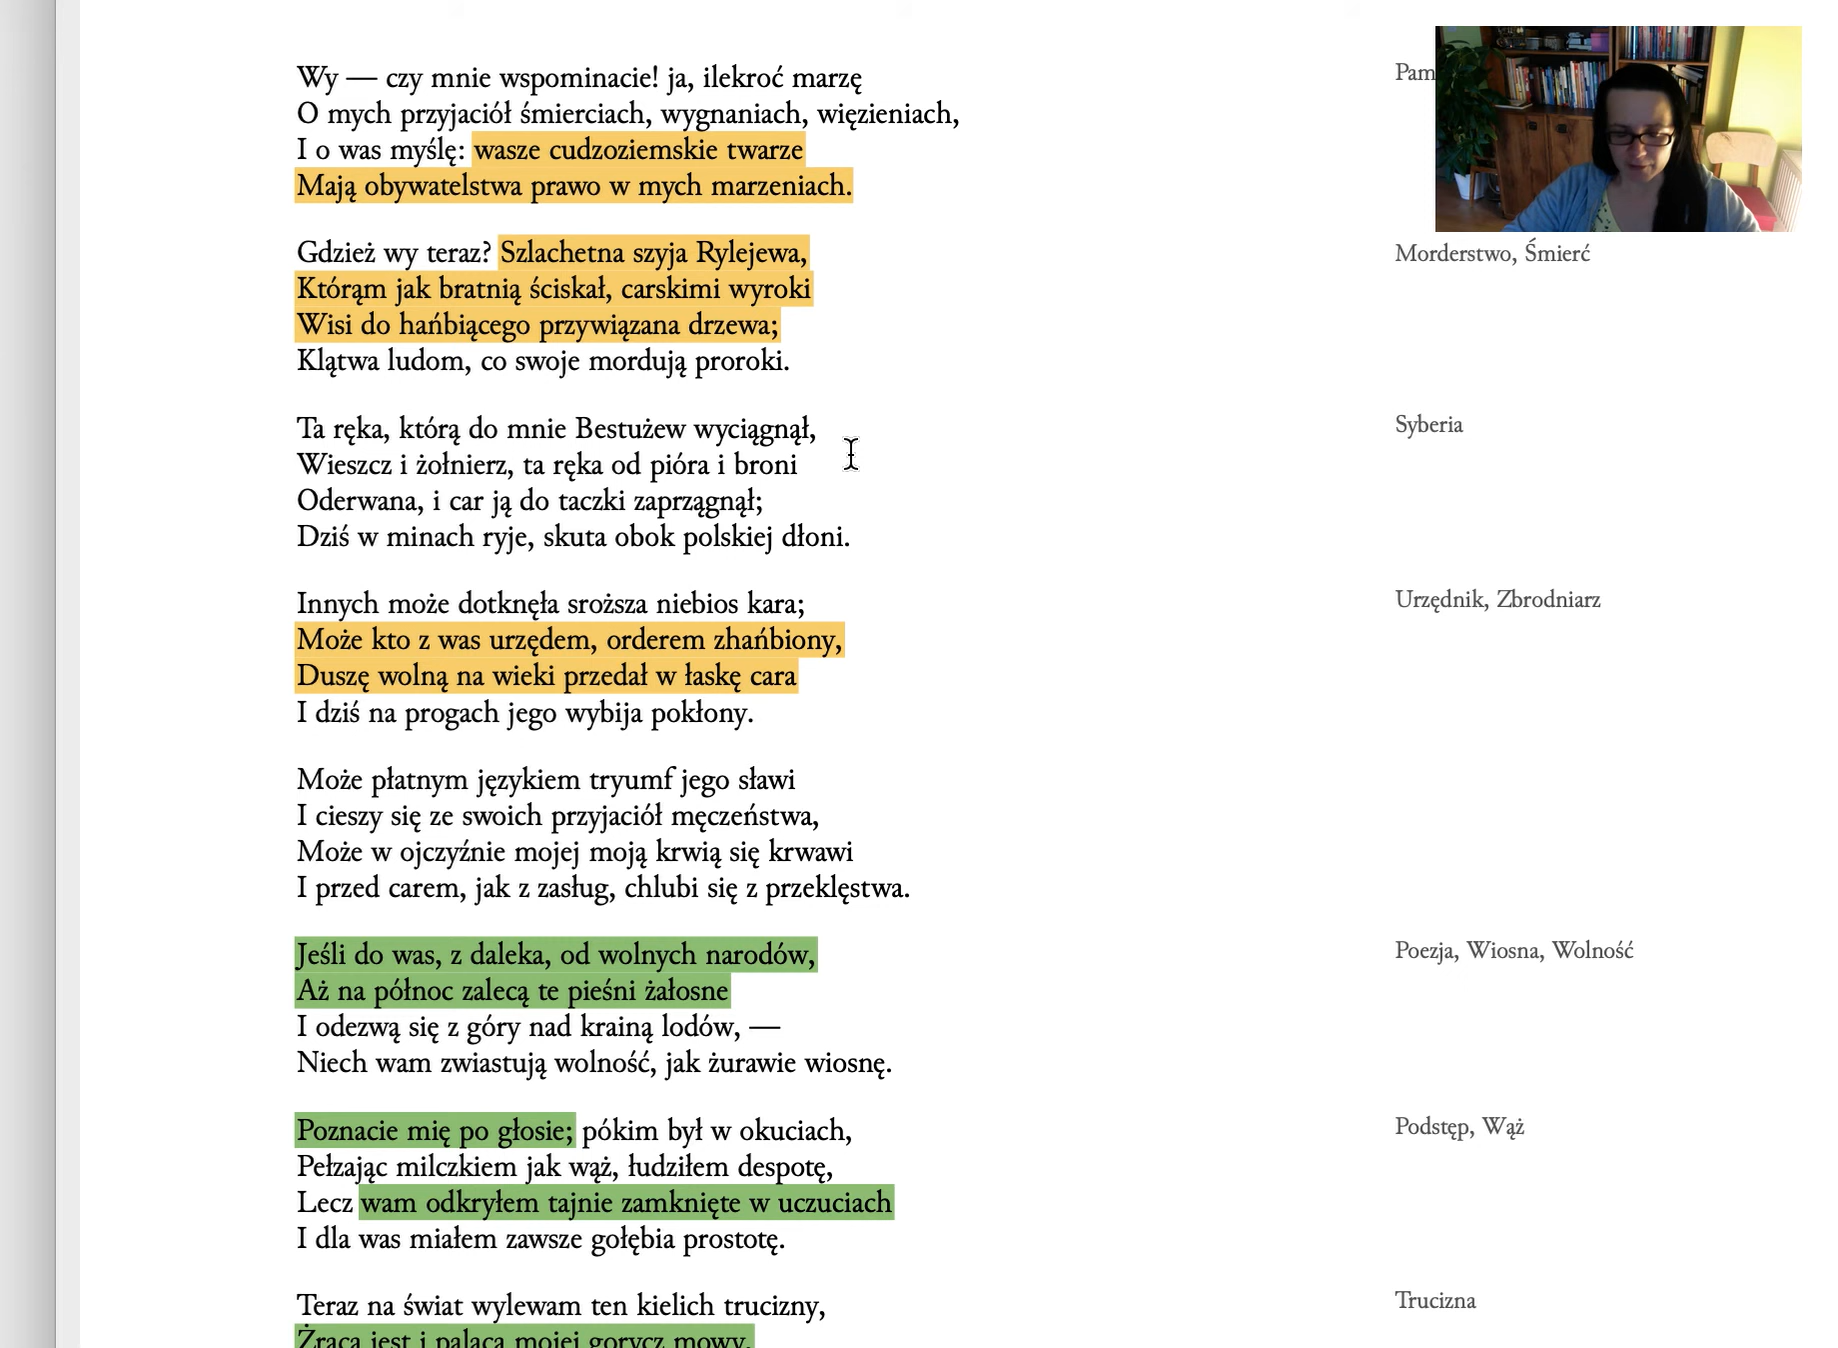 Wy — czy mnie wspominacie! ja, ilekroć marzę
O mych przyjaciół śmierciach, wygnaniach, więzieniach,
I o was myślę: wasze cudzoziemskie twarze
Mają obywatelstwa prawo w mych marzeniach.
Gdzież wy teraz? Szlachetna szyja Rylejewa,
Morderstwo, Śmierć
Którąm jak bratnią ściskał, carskimi wyroki
Wisi do hańbiącego przywiązana drzewa;
Klątwa ludom, co swoje mordują proroki.
Ta ręka, którą do mnie Bestużew wyciągnął,
Syberia
Wieszcz i żołnierz, ta ręka od pióra i broni
Oderwana, i car ją do taczki zaprzągnął;
Dziś w minach ryje, skuta obok polskiej dłoni.
Innych może dotknęła sroższa niebios kara;
Urzędnik, Zbrodniarz
Może kto z was urzędem, orderem zhańbiony,
Duszę wolną na wieki przedał w łaskę cara
I dziś na progach jego wybija pokłony.
Może płatnym językiem tryumf jego sławi
I cieszy się ze swoich przyjaciół męczeństwa,
Może w ojczyźnie mojej moją krwią się krwawi
I przed carem, jak z zasług, chlubi się z przeklęstwa.
Jeśli do was, z daleka, od wolnych narodów,
Poezja, Wiosna, Wolność
Aż na północ zalecą te pieśni żałosne
I odezwą się z góry nad krainą lodów, —
Niech wam zwiastują wolność, jak żurawie wiosnę.
Poznacie mię po głosie; pókim był w okuciach,
Podstęp, Wąż
Pełzając milczkiem jak wąż, łudziłem despotę,
Lecz wam odkryłem tajnie zamknięte w uczuciach
I dla was miałem zawsze gołębia prostotę.
Teraz na świat wylewam ten kielich trucizny,
Trucizna
Żrąca jest i paląca mojej gorycz mowy,